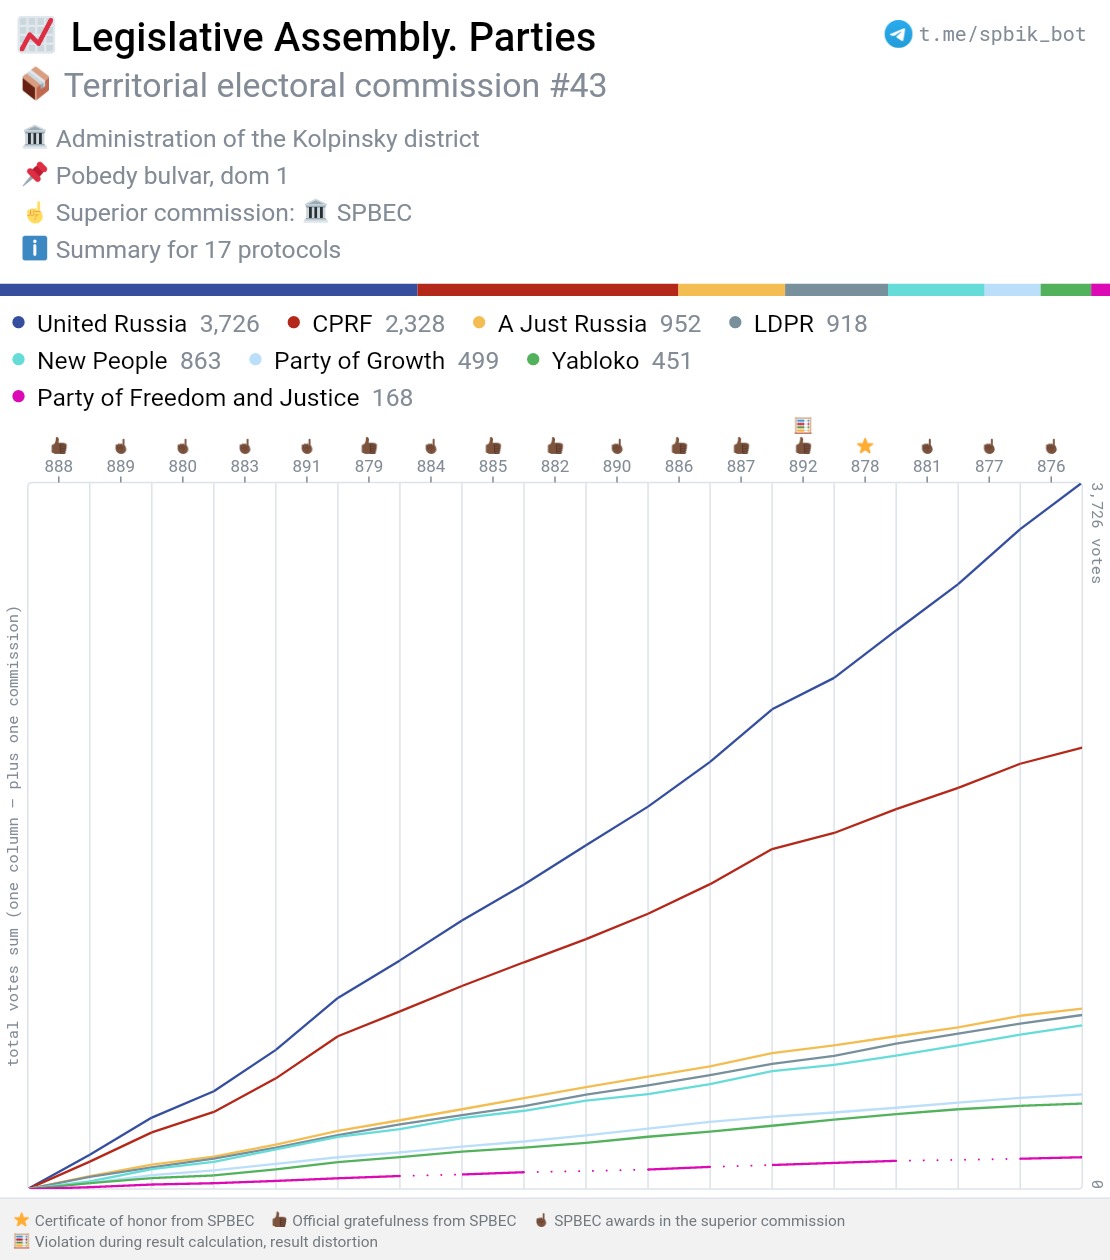 Legislative Assembly. Parties
t.me/spbik_bot
Territorial electoral commission #43
Administration of the Kolpinsky district
Pobedy bulvar, dom 1
Superior commission: SPBEC
Summary for 17 protocols
United Russia 3,726 CPRF 2,328 A Just Russia 952 LDPR 918
New People 863 Party of Growth 499 Yabloko 451
Party of Freedom and Justice 168
888 889 880 883 891 879 884 885 882 890 886 887 892 878 881 877 876
3,726 votes
total votes sum (one column – plus one commission)
0
Certificate of honor from SPBEC Official gratefulness from SPBEC SPBEC awards in the superior commission
Violation during result calculation, result distortion